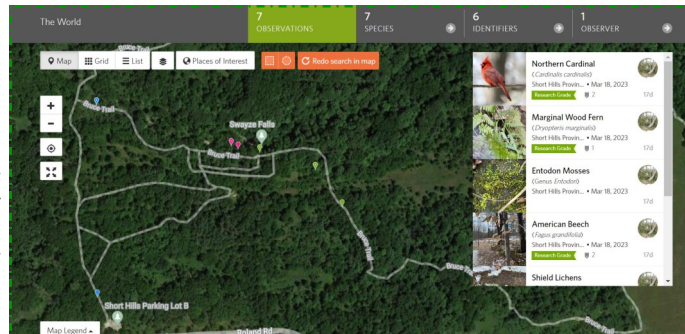 The World
7
OBSERVATIONS
7
SPECIES
6
IDENTIFIERS
1
OBSERVER
Map
Grid
List
Places of Interest
Redo search in map
Bruce Trail
Bruce Trail
Swayze Falls
Bruce Trail
Bruce Trail
Bruce
Short Hills Parking Lot B
Roland Rd
Map Legend
Northern Cardinal
(Cardinalis cardinalis)
Short Hills Provin... • Mar 18, 2023
Research Grade 2 17d
Marginal Wood Fern
(Dryopteris marginalis)
Short Hills Provin... • Mar 18, 2023
Research Grade 1 17d
Entodon Mosses
(Genus Entodon)
Short Hills Provin... • Mar 18, 2023
17d
American Beech
(Fagus grandifolia)
Short Hills Provin... • Mar 18, 2023
Research Grade 2 17d
Shield Lichens